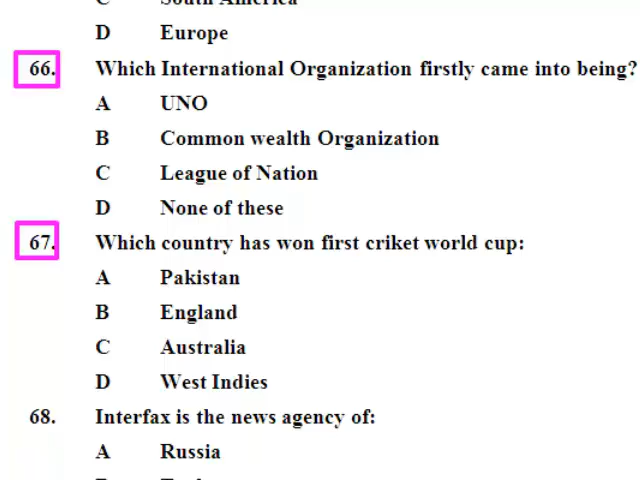 C South America
D Europe
66. Which International Organization firstly came into being?
A UNO
B Common wealth Organization
C League of Nation
D None of these
67. Which country has won first criket world cup:
A Pakistan
B England
C Australia
D West Indies
68. Interfax is the news agency of:
A Russia